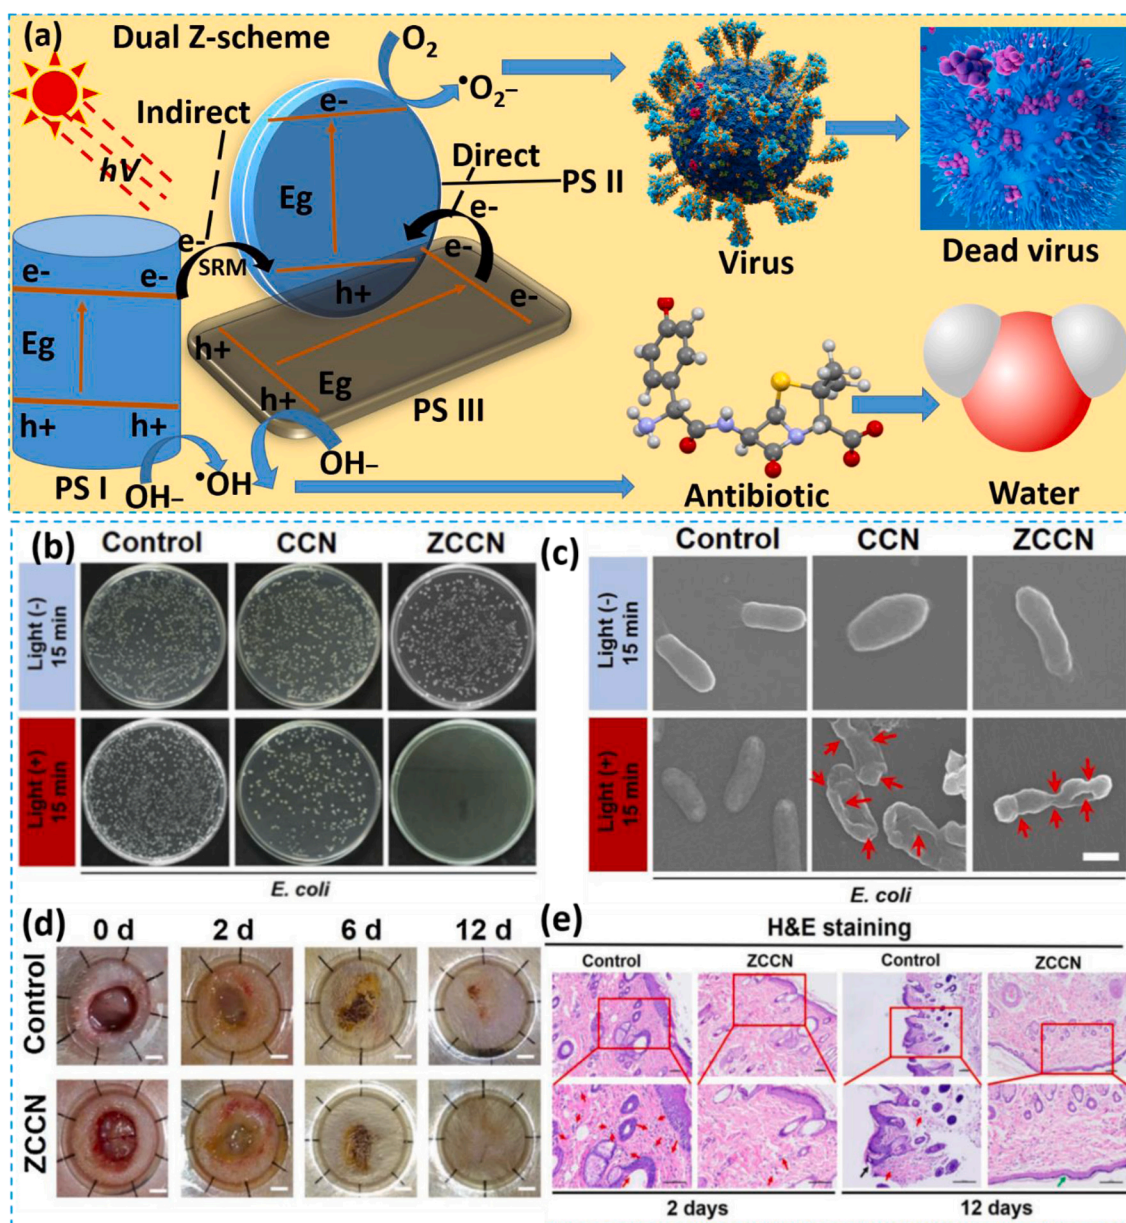 (a)
Dual Z-scheme
O2
•O2–
Indirect
e-
hV
Direct
PS II
Eg
e-
e-
SRM
e-
e-
h+
e-
Virus
Dead virus
Eg
h+
Eg
h+
PS III
h+
h+
OH–
PS I
OH–
•OH
Antibiotic
Water
(b)
Control
CCN
ZCCN
Light (-)
15 min
Light (+)
15 min
E. coli
(c)
Control
CCN
ZCCN
Light (-)
15 min
Light (+)
15 min
E. coli
(d)
0 d
2 d
6 d
12 d
Control
ZCCN
(e)
H&E staining
Control
ZCCN
Control
ZCCN
2 days
12 days